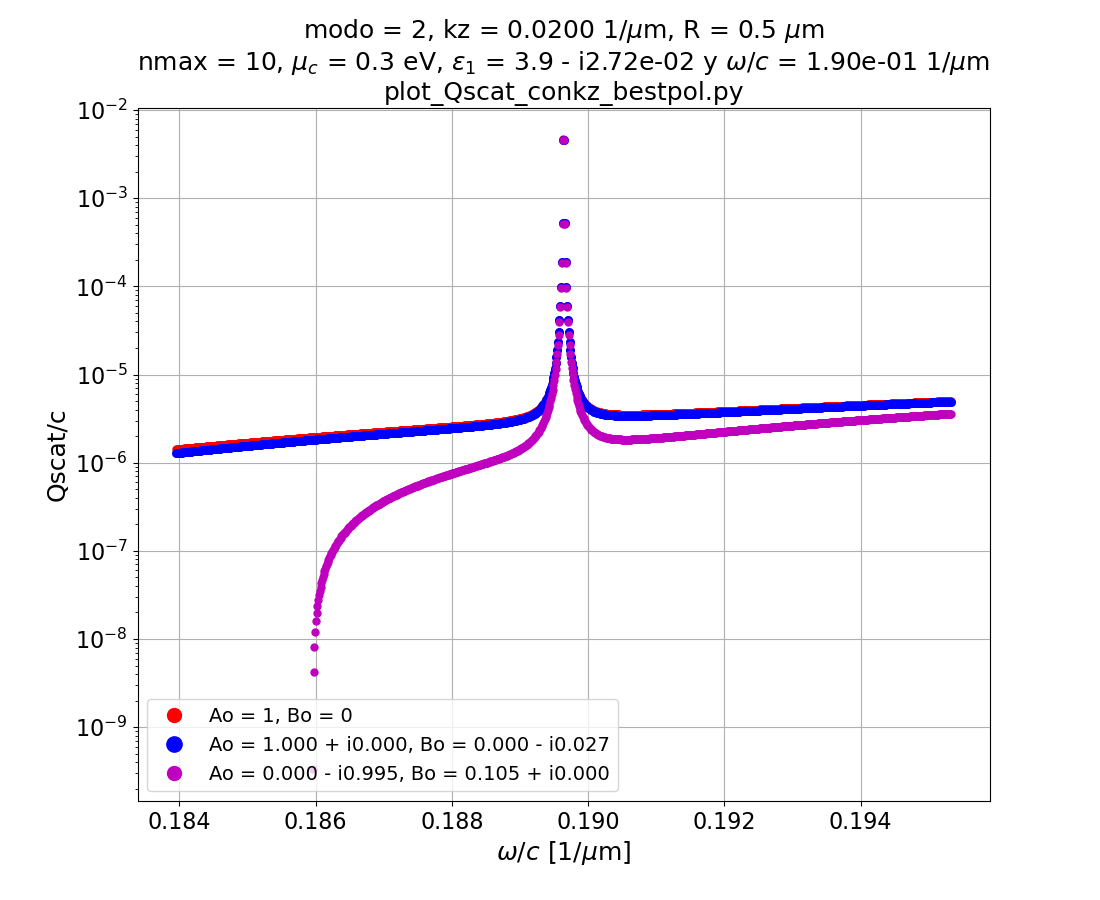 modo = 2, kz = 0.0200 1/μm, R = 0.5 μm
nmax = 10, μ_c = 0.3 eV, ε₁ = 3.9 - i2.72e-02 y ω/c = 1.90e-01 1/μm
plot_Qscat_conkz_bestpol.py
10⁻²
10⁻³
10⁻⁴
10⁻⁵
10⁻⁶
10⁻⁷
10⁻⁸
10⁻⁹
Qscat/c
Ao = 1, Bo = 0
Ao = 1.000 + i0.000, Bo = 0.000 - i0.027
Ao = 0.000 - i0.995, Bo = 0.105 + i0.000
0.184 0.186 0.188 0.190 0.192 0.194
ω/c [1/μm]